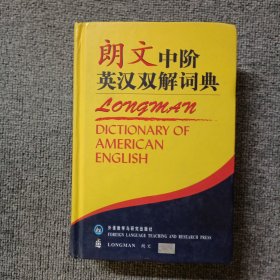 朗文中阶
英汉双解词典
LONGMAN
DICTIONARY OF
AMERICAN
ENGLISH
外语教学与研究出版社
FOREIGN LANGUAGE TEACHING AND RESEARCH PRESS
LONGMAN 朗文